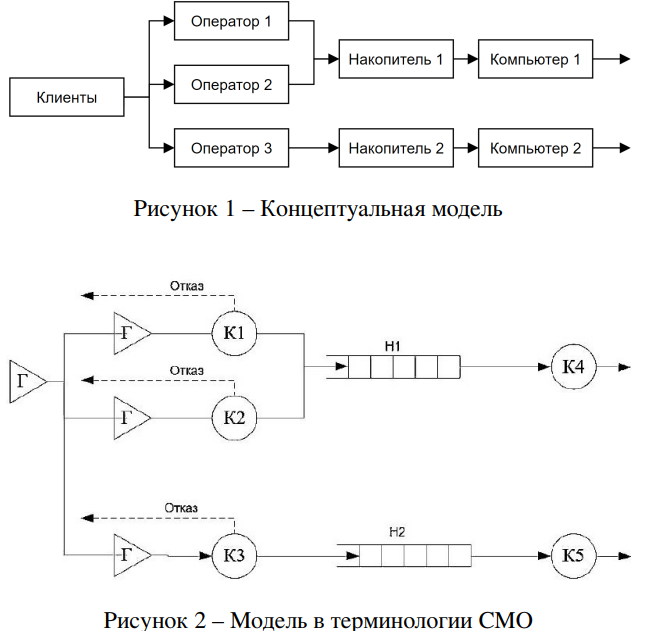 Оператор 1
Накопитель 1
Компьютер 1
Оператор 2
Клиенты
Оператор 3
Накопитель 2
Компьютер 2
Рисунок 1 – Концептуальная модель
Отказ
Г
К1
Н1
Г
К4
Отказ
Г
К2
Отказ
Н2
Г
К3
К5
Рисунок 2 – Модель в терминологии СМО